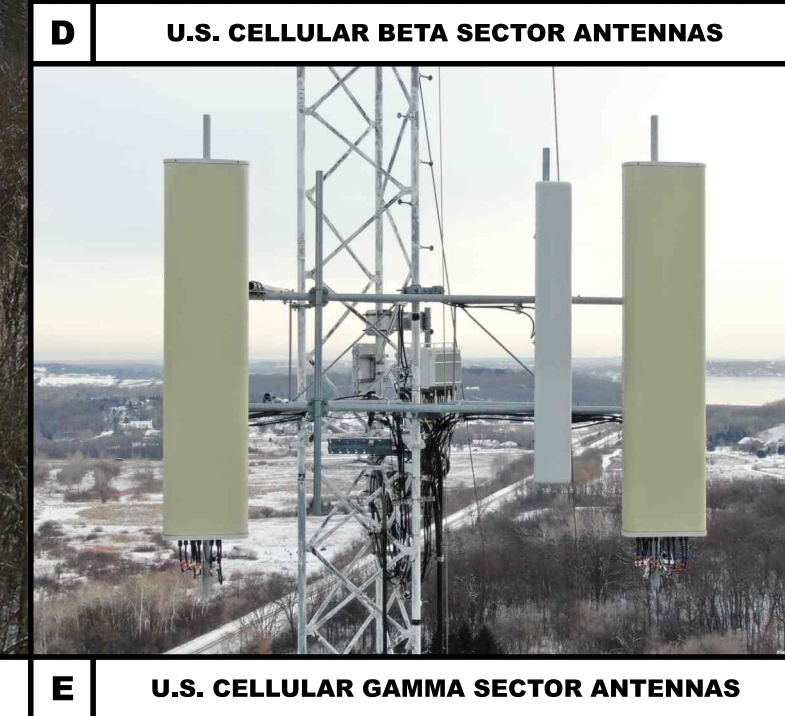 D
U.S. CELLULAR BETA SECTOR ANTENNAS
E
U.S. CELLULAR GAMMA SECTOR ANTENNAS